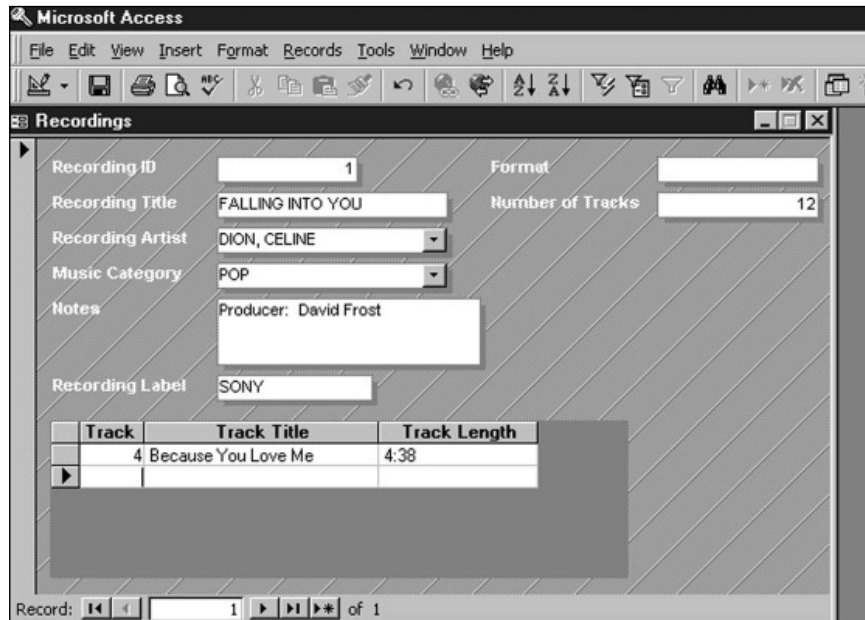 Microsoft Access
File Edit View Insert Format Records Tools Window Help
ABC
A Z Z A
Recordings
Recording ID 1 Format
Recording Title FALLING INTO YOU Number of Tracks 12
Recording Artist DION, CELINE
Music Category POP
Notes Producer: David Frost
Recording Label SONY
Track Track Title Track Length
4 Because You Love Me 4:38
Record: 1 of 1